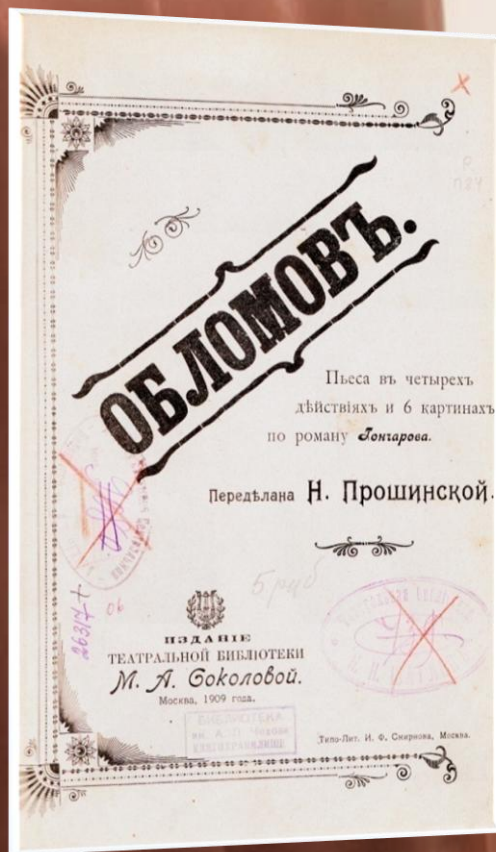 ОБЛОМОВЪ.
Пьеса въ четырехъ
дѣйствіяхъ и 6 картинахъ
по роману Гончарова.
Передѣлана Н. Прошинской.
26317 +
ИЗДАНІЕ
ТЕАТРАЛЬНОЙ БИБЛІОТЕКИ
М. А. Соколовой.
Москва, 1909 года.
БИБЛИОТЕКА
Типо-Лит. И. Ф. Смирнова, Москва.